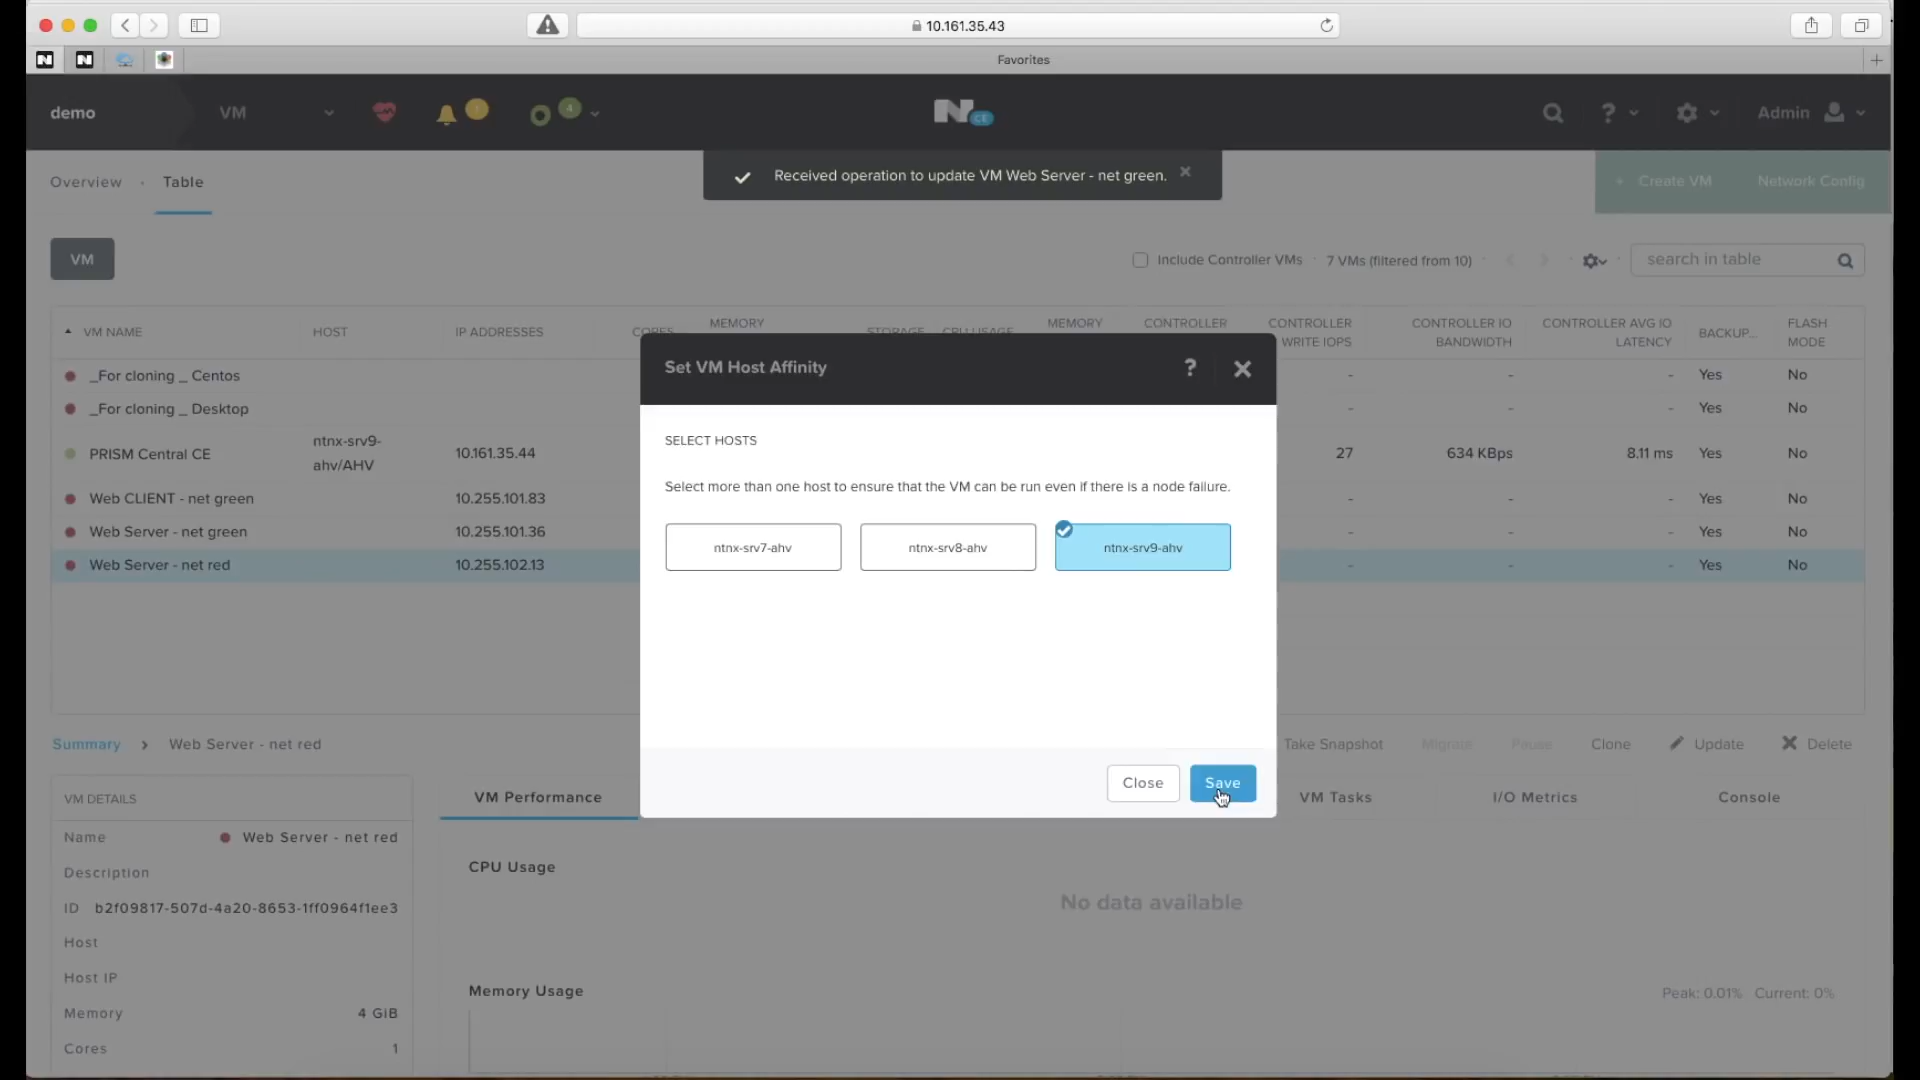 10.161.35.43
Favorites
demo
VM
4
N CE
?
Admin
Overview
Table
Received operation to update VM Web Server - net green.
+ Create VM
Network Config
VM
Include Controller VMs
7 VMs (filtered from 10)
search in table
VM NAME
HOST
IP ADDRESSES
CORES
MEMORY
STORAGE
CPU USAGE
MEMORY
CONTROLLER
CONTROLLER
WRITE IOPS
CONTROLLER IO
BANDWIDTH
CONTROLLER AVG IO
LATENCY
BACKUP...
FLASH
MODE
_For cloning _ Centos
- - - Yes No
_For cloning _ Desktop
- - - Yes No
PRISM Central CE
ntnx-srv9-
ahv/AHV
10.161.35.44
27 634 KBps 8.11 ms Yes No
Web CLIENT - net green
10.255.101.83
- - - Yes No
Web Server - net green
10.255.101.36
- - - Yes No
Web Server - net red
10.255.102.13
- - - Yes No
Set VM Host Affinity
?
SELECT HOSTS
Select more than one host to ensure that the VM can be run even if there is a node failure.
ntnx-srv7-ahv
ntnx-srv8-ahv
ntnx-srv9-ahv
Close
Save
Summary
Web Server - net red
Take Snapshot
Migrate
Pause
Clone
Update
Delete
VM DETAILS
Name Web Server - net red
Description
ID b2f09817-507d-4a20-8653-1ff0964f1ee3
Host
Host IP
Memory 4 GiB
Cores 1
VM Performance
VM Tasks
I/O Metrics
Console
CPU Usage
No data available
Memory Usage
Peak: 0.01% Current: 0%